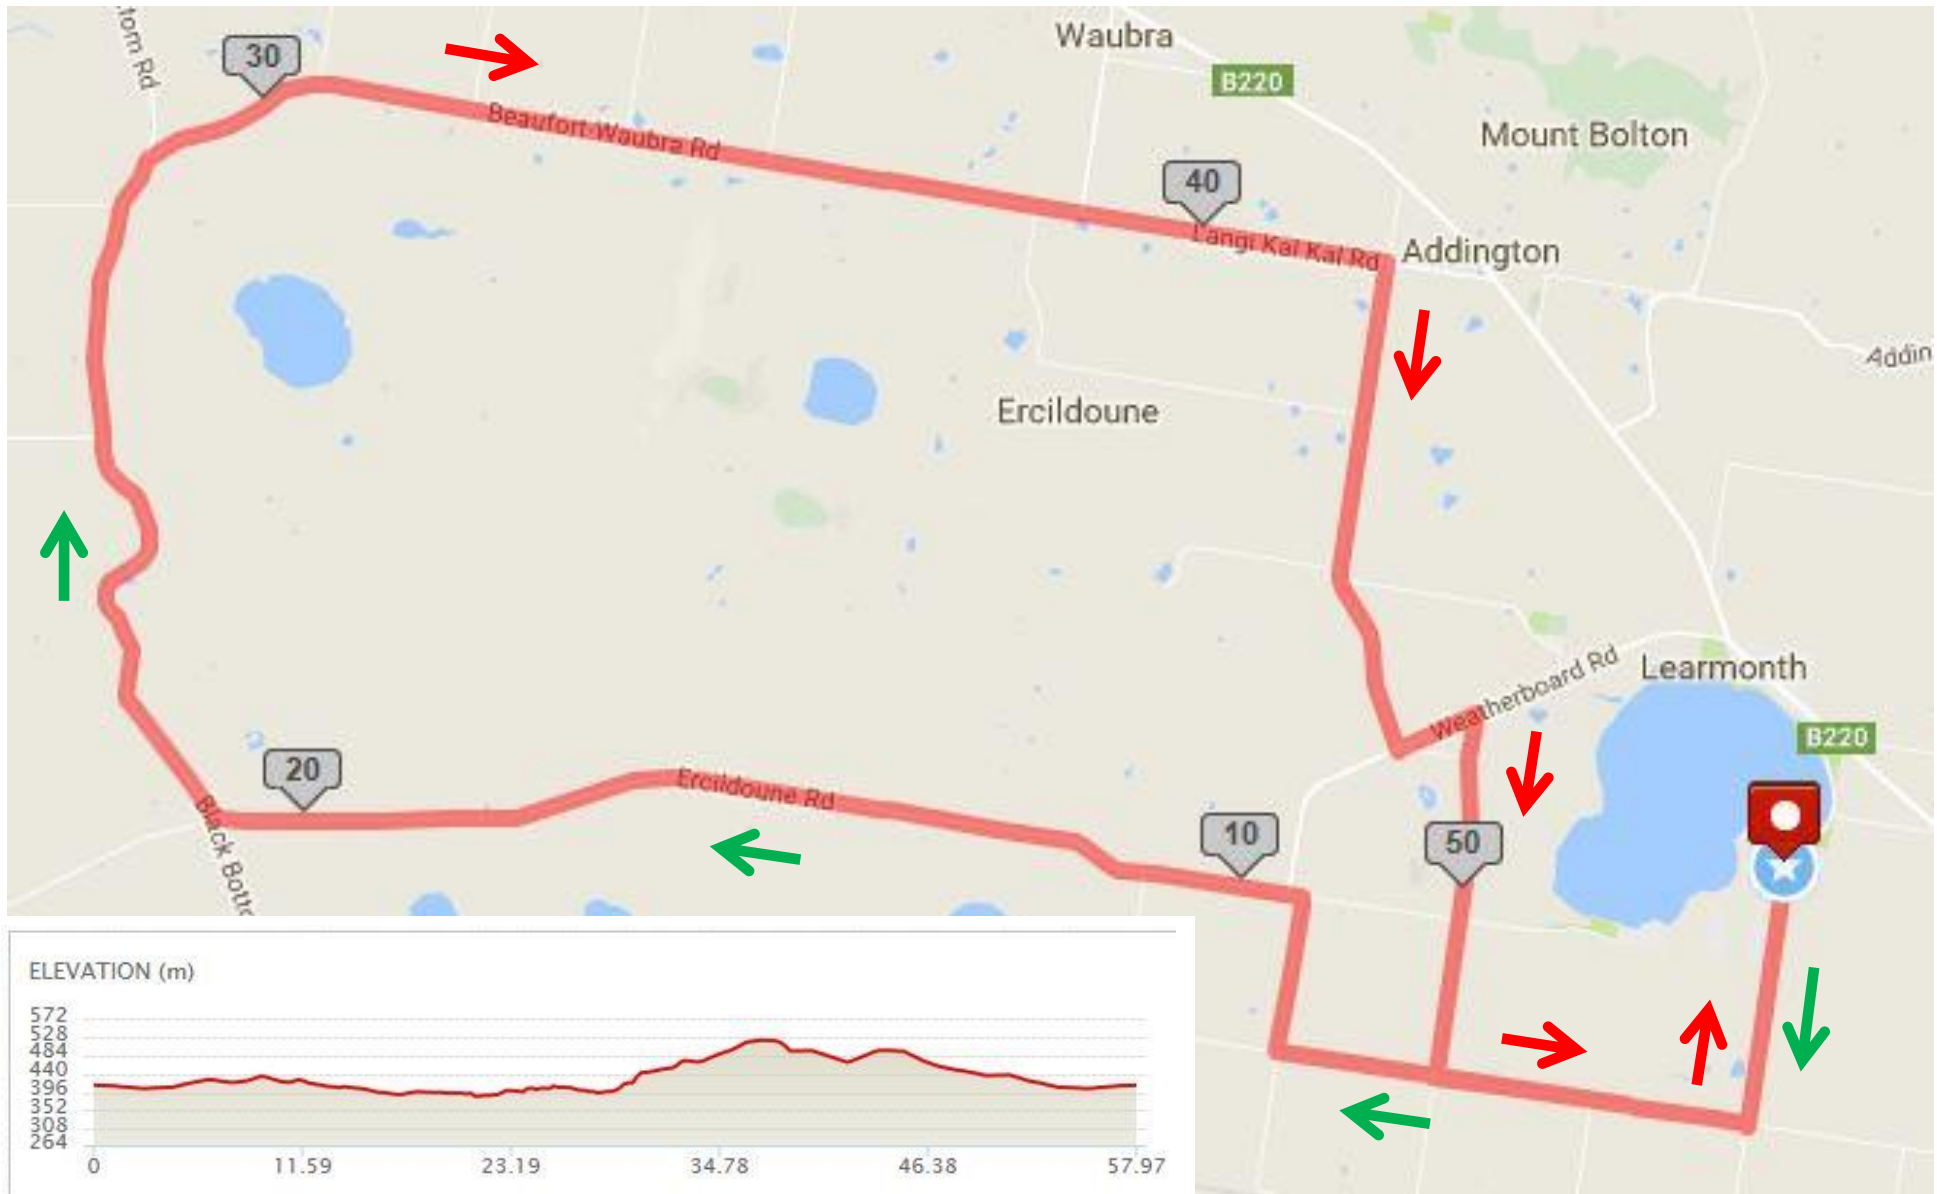 tom Rd
30
Waubra
B220
Beaufort-Waubra Rd
Mount Bolton
40
Langi Kal Kal Rd
Addington
Addin
Ercildoune
Weatherboard Rd
Learmonth
B220
20
Ercildoune Rd
10
50
Black Botto
ELEVATION (m)
572
528
484
440
396
352
308
264
0
11.59
23.19
34.78
46.38
57.97